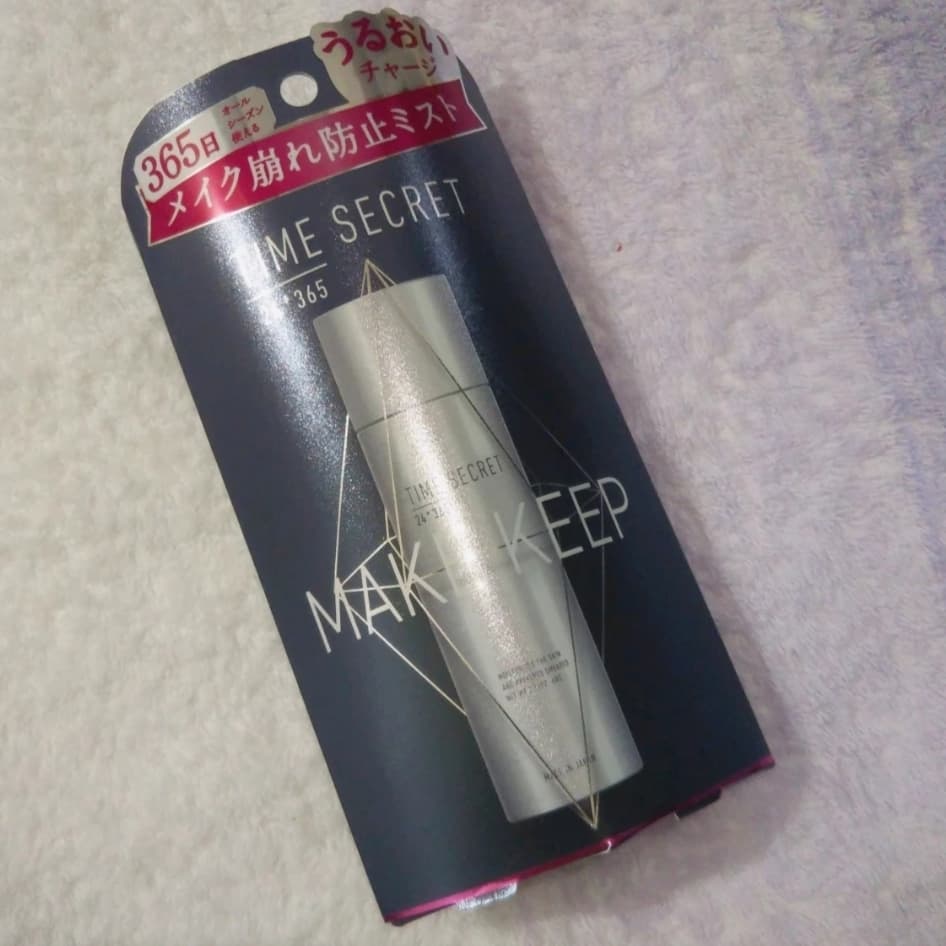 うるおい
チャージ
365日
オール
シーズン
使える
メイク崩れ防止ミスト
TIME SECRET
365
TIME SECRET
MAKE KEEP
MADE IN JAPAN